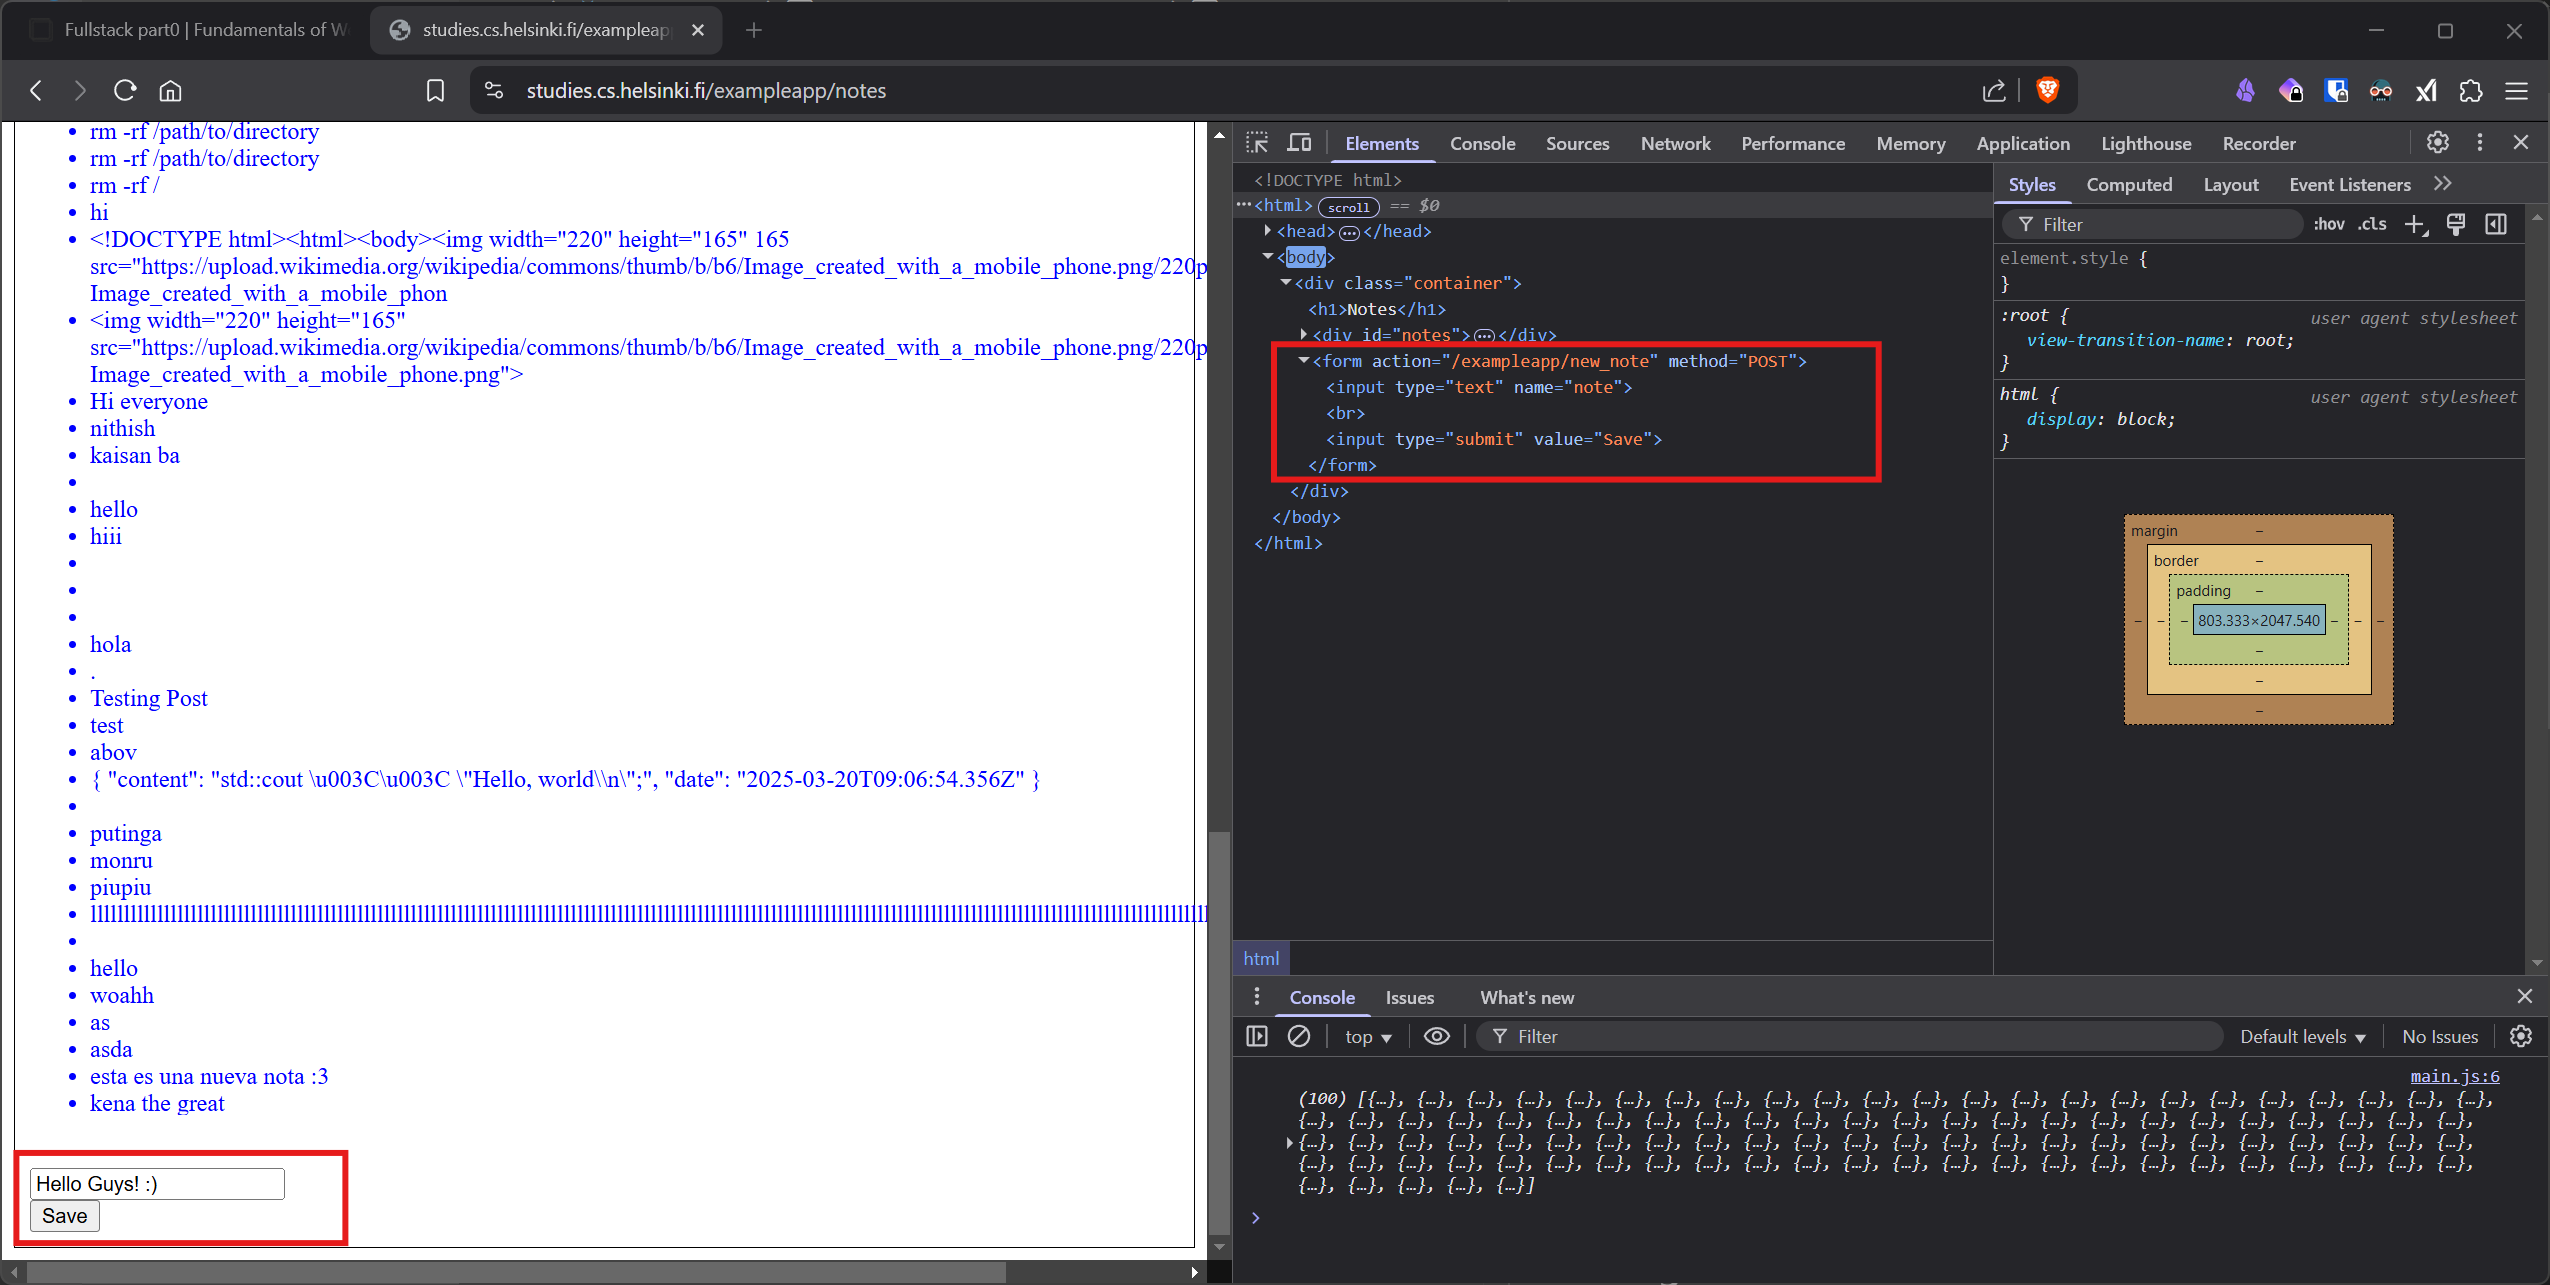 Fullstack part0 | Fundamentals of W
studies.cs.helsinki.fi/exampleap
studies.cs.helsinki.fi/exampleapp/notes
rm -rf /path/to/directory
rm -rf /path/to/directory
rm -rf /
hi
<!DOCTYPE html><html><body><img width="220" height="165" 165
src="https://upload.wikimedia.org/wikipedia/commons/thumb/b/b6/Image_created_with_a_mobile_phone.png/220p
Image_created_with_a_mobile_phon
<img width="220" height="165"
src="https://upload.wikimedia.org/wikipedia/commons/thumb/b/b6/Image_created_with_a_mobile_phone.png/220p
Image_created_with_a_mobile_phone.png">
Hi everyone
nithish
kaisan ba
hello
hiii
hola
.
Testing Post
test
abov
{ "content": "std::cout \u003C\u003C \"Hello, world\\n\";", "date": "2025-03-20T09:06:54.356Z" }
putinga
monru
piupiu
hello
woahh
as
asda
esta es una nueva nota :3
kena the great
Hello Guys! :)
Save
Elements Console Sources Network Performance Memory Application Lighthouse Recorder
<!DOCTYPE html>
<html> scroll == $0
<head> </head>
<body>
<div class="container">
<h1>Notes</h1>
<div id="notes"> </div>
<form action="/exampleapp/new_note" method="POST">
<input type="text" name="note">
<br>
<input type="submit" value="Save">
</form>
</div>
</body>
</html>
html
Styles Computed Layout Event Listeners
Filter :hov .cls
element.style {
}
:root { user agent stylesheet
view-transition-name: root;
}
html { user agent stylesheet
display: block;
}
margin –
border –
padding –
– – – 803.333×2047.540 – – –
–
–
–
Console Issues What's new
top Filter Default levels No Issues
main.js:6
(100) [{…}, {…}, {…}, {…}, {…}, {…}, {…}, {…}, {…}, {…}, {…}, {…}, {…}, {…}, {…}, {…}, {…}, {…}, {…}, {…}, {…}, {…}, {…},
{…}, {…}, {…}, {…}, {…}, {…}, {…}, {…}, {…}, {…}, {…}, {…}, {…}, {…}, {…}, {…}, {…}, {…}, {…}, {…}, {…}, {…}, {…}, {…},
{…}, {…}, {…}, {…}, {…}, {…}, {…}, {…}, {…}, {…}, {…}, {…}, {…}, {…}, {…}, {…}, {…}, {…}, {…}, {…}, {…}, {…}, {…}, {…},
{…}, {…}, {…}, {…}, {…}, {…}, {…}, {…}, {…}, {…}, {…}, {…}, {…}, {…}, {…}, {…}, {…}, {…}, {…}, {…}, {…}, {…}, {…}, {…},
{…}, {…}, {…}, {…}, {…}]